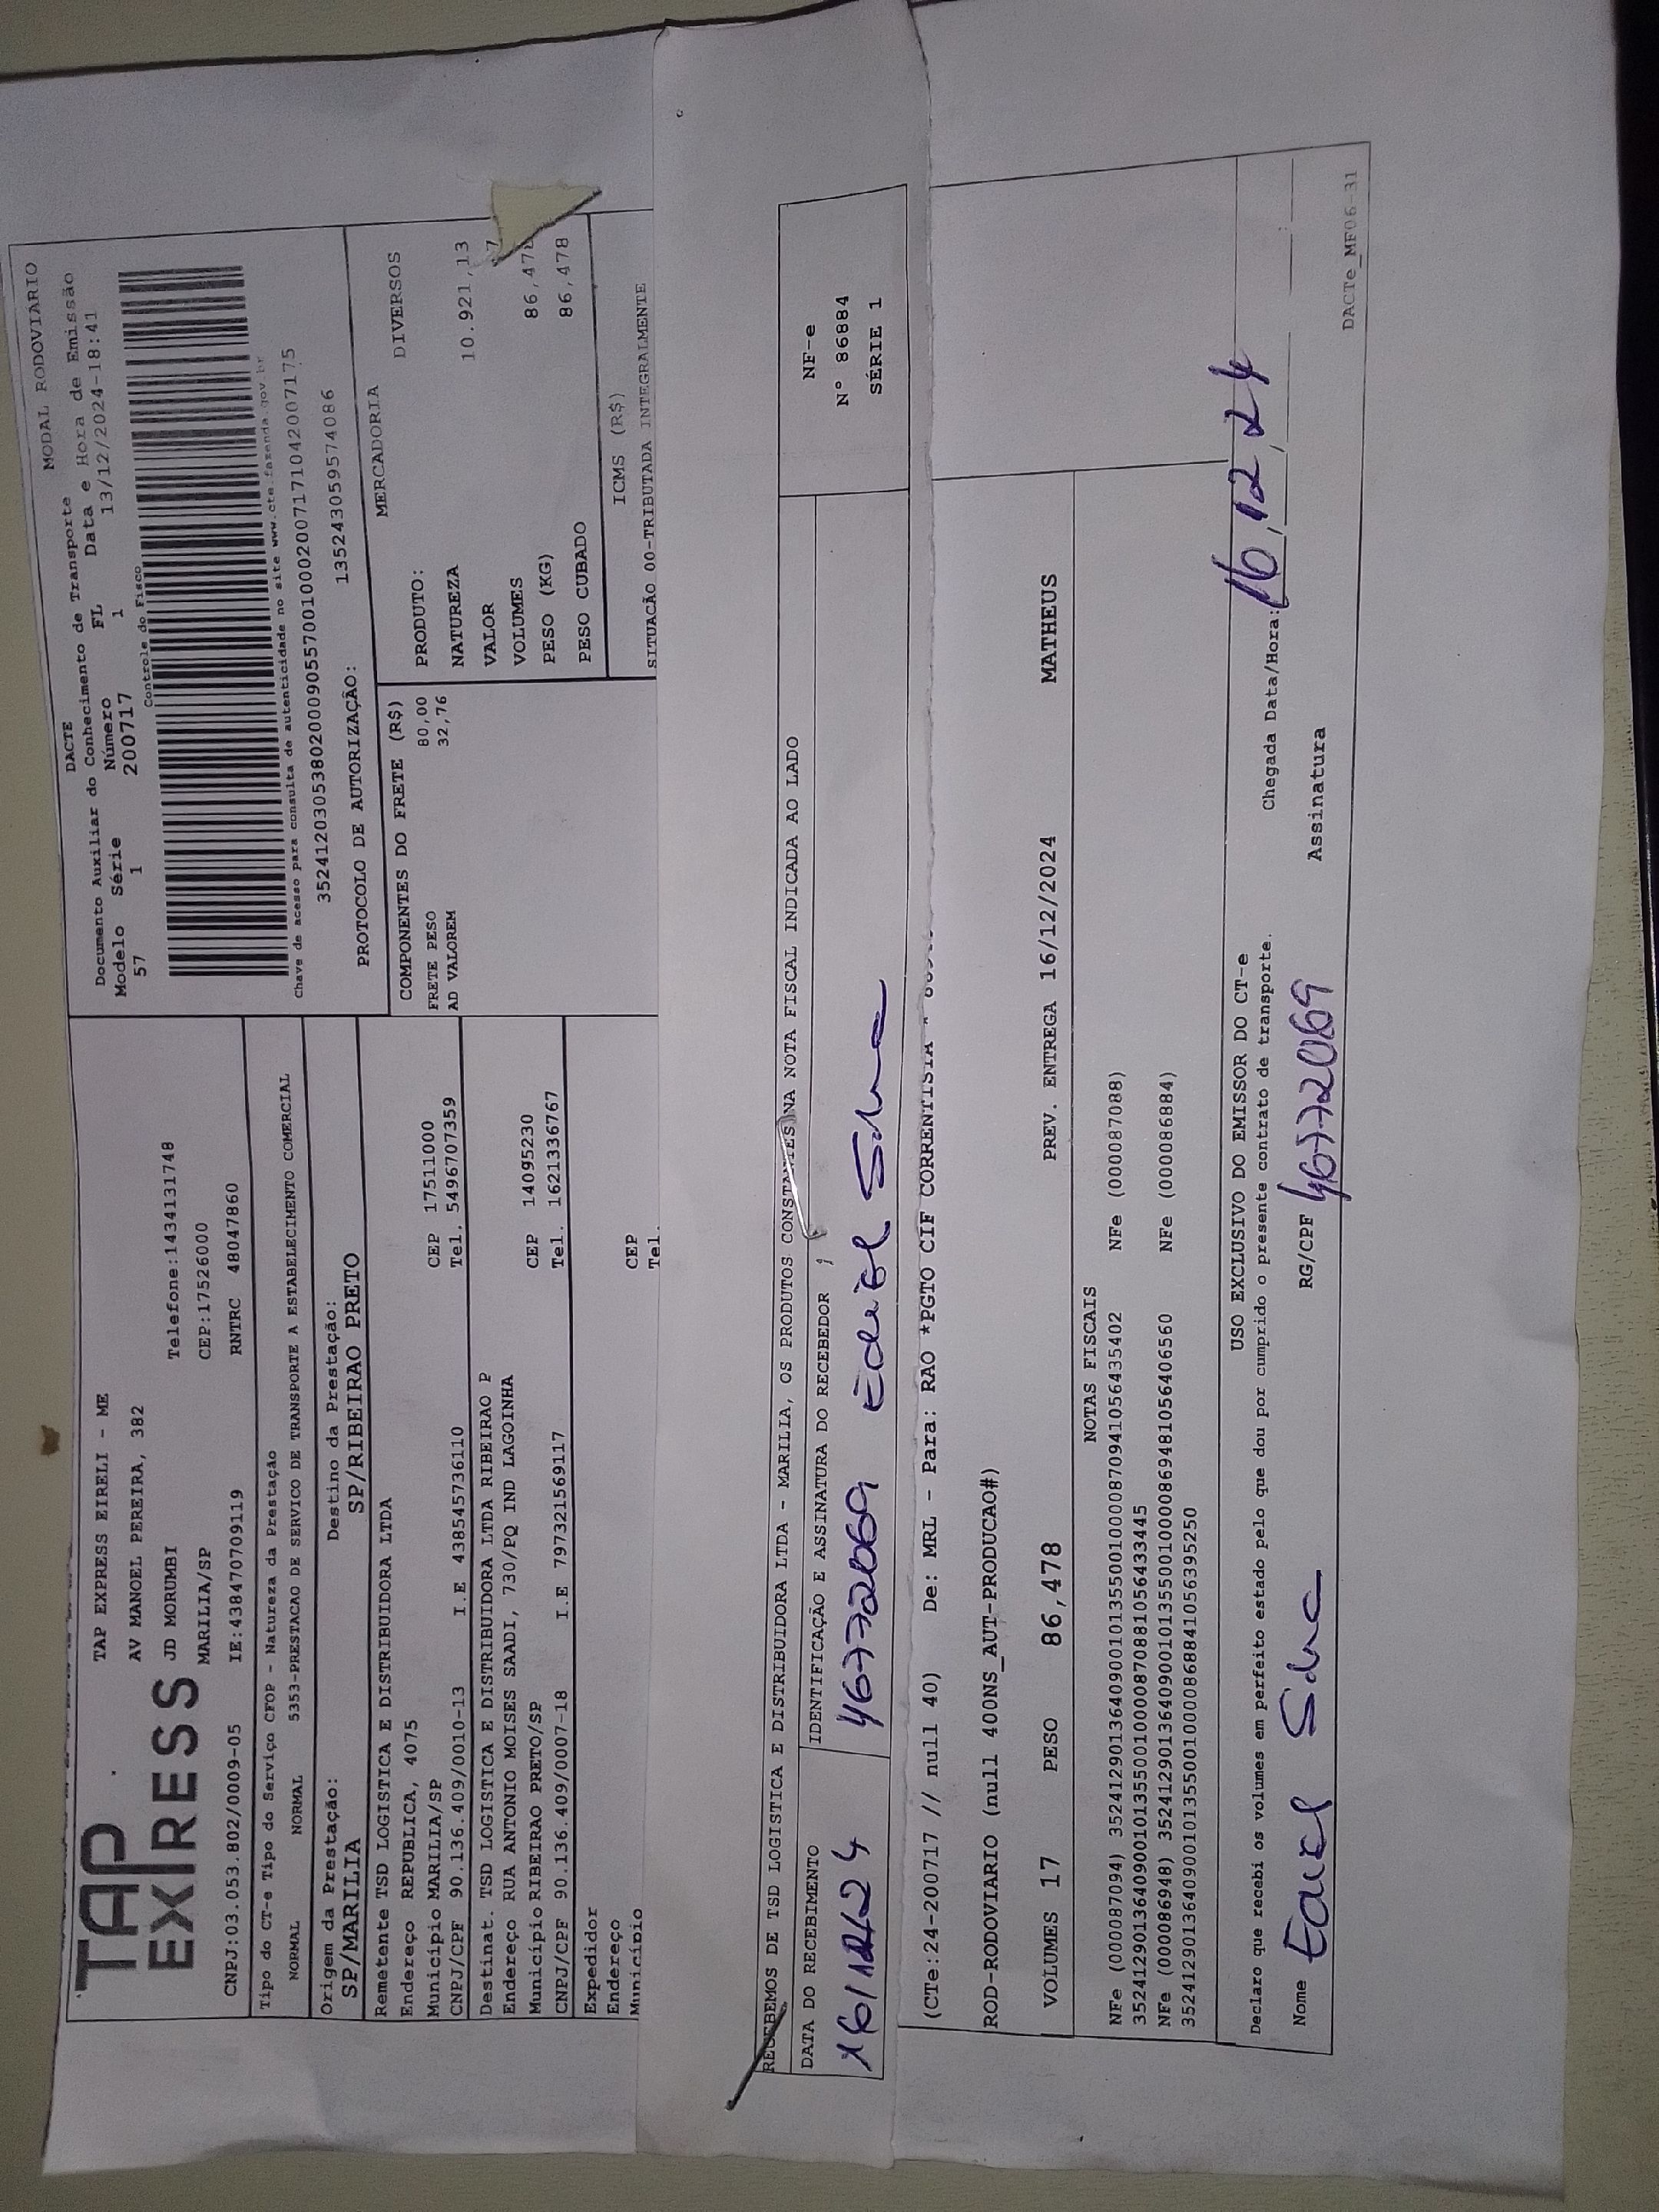 TAP EXPRESS
TAP EXPRESS EIRELI - ME
AV MANOEL PEREIRA, 382
JD MORUMBI Telefone:1434131748
MARILIA/SP CEP:17526000
CNPJ:03.053.802/0009-05 IE:438470709119 RNTRC 48047860
Tipo do CT-e Tipo do Serviço CFOP - Natureza da Prestação
NORMAL NORMAL 5353-PRESTACAO DE SERVICO DE TRANSPORTE A ESTABELECIMENTO COMERCIAL
Origem da Prestação: Destino da Prestação:
SP/MARILIA SP/RIBEIRAO PRETO
Remetente TSD LOGISTICA E DISTRIBUIDORA LTDA
Endereço REPUBLICA, 4075
Município MARILIA/SP CEP 17511000
CNPJ/CPF 90.136.409/0010-13 I.E 438545736110 Tel. 5496707359
Destinat. TSD LOGISTICA E DISTRIBUIDORA LTDA RIBEIRAO P
Endereço RUA ANTONIO MOISES SAADI, 730/PQ IND LAGOINHA
Município RIBEIRAO PRETO/SP CEP 14095230
CNPJ/CPF 90.136.409/0007-18 I.E 797321569117 Tel. 1621336767
Expedidor
Endereço CEP
Município Tel.
DACTE MODAL RODOVIARIO
Documento Auxiliar do Conhecimento de Transporte
Modelo Série Número FL Data e Hora de Emissão
57 1 200717 1 13/12/2024-18:41
Controle do Fisco
Chave de acesso para consulta de autenticidade no site www.cte.fazenda.gov.br
35241203053802000905570010002007171042007175
PROTOCOLO DE AUTORIZAÇÃO: 135243059574086
COMPONENTES DO FRETE (R$)
FRETE PESO 80,00
AD VALOREM 32,76
MERCADORIA
PRODUTO: DIVERSOS
NATUREZA
VALOR 10.921,13
VOLUMES
PESO (KG) 86,478
PESO CUBADO 86,478
ICMS (R$)
SITUAÇÃO 00-TRIBUTADA INTEGRALMENTE
RECEBEMOS DE TSD LOGISTICA E DISTRIBUIDORA LTDA - MARILIA, OS PRODUTOS CONSTANTES NA NOTA FISCAL INDICADA AO LADO
DATA DO RECEBIMENTO IDENTIFICAÇÃO E ASSINATURA DO RECEBEDOR
16/12/24 467732069
NF-e
N° 86884
SÉRIE 1
(CTe:24-200717 // null 40) De: MRL - Para: RAO *PGTO CIF CORRENTISTA *
ROD-RODOVIARIO (null 400NS_AUT-PRODUCAO#)
VOLUMES 17 PESO 86,478 PREV. ENTREGA 16/12/2024 MATHEUS
NOTAS FISCAIS
NFe (000087094) 35241290136409001013550010000870941056435402 NFe (000087088)
35241290136409001013550010000870881056433445
NFe (000086948) 35241290136409001013550010000869481056406560 NFe (000086884)
35241290136409001013550010000868841056395250
USO EXCLUSIVO DO EMISSOR DO CT-e
Declaro que recebi os volumes em perfeito estado pelo que dou por cumprido o presente contrato de transporte. Chegada Data/Hora: 16,12,24
Nome RG/CPF Assinatura
DACTe_MF06-31